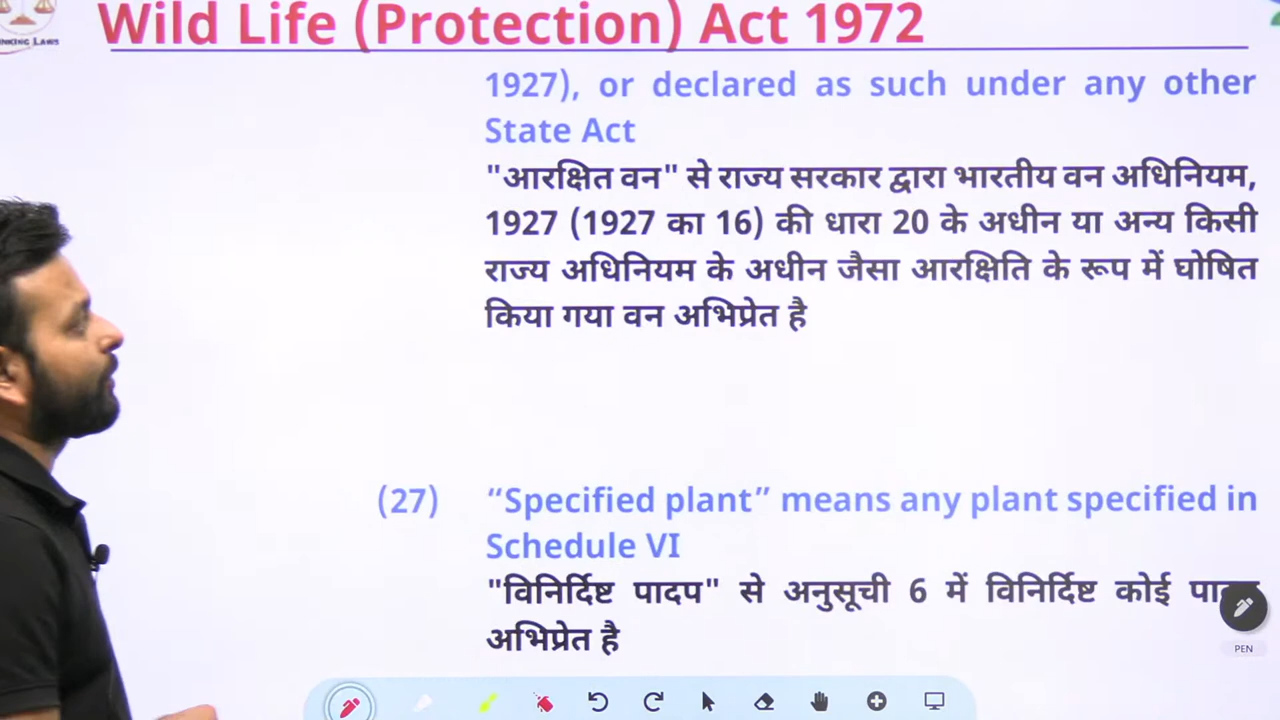 Wild Life (Protection) Act 1972
NKING LAWS
1927), or declared as such under any other
State Act
"आरक्षित वन" से राज्य सरकार द्वारा भारतीय वन अधिनियम,
1927 (1927 का 16) की धारा 20 के अधीन या अन्य किसी
राज्य अधिनियम के अधीन जैसा आरक्षिति के रूप में घोषित
किया गया वन अभिप्रेत है
(27) “Specified plant” means any plant specified in
Schedule VI
"विनिर्दिष्ट पादप" से अनुसूची 6 में विनिर्दिष्ट कोई
अभिप्रेत है
PEN